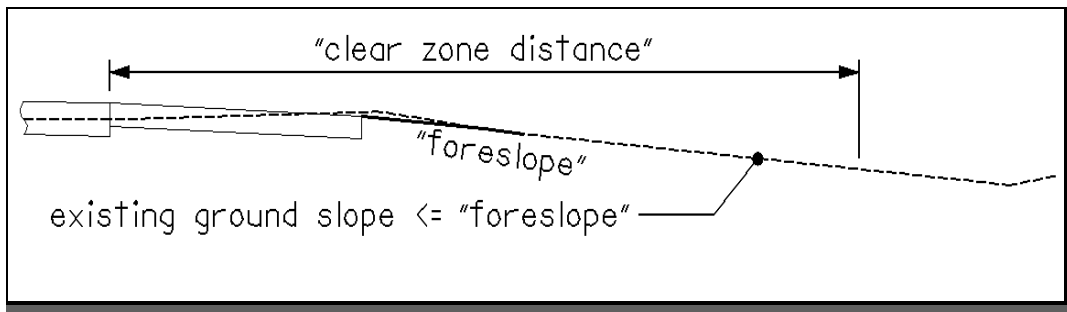 "clear zone distance"
"foreslope"
existing ground slope <= "foreslope"